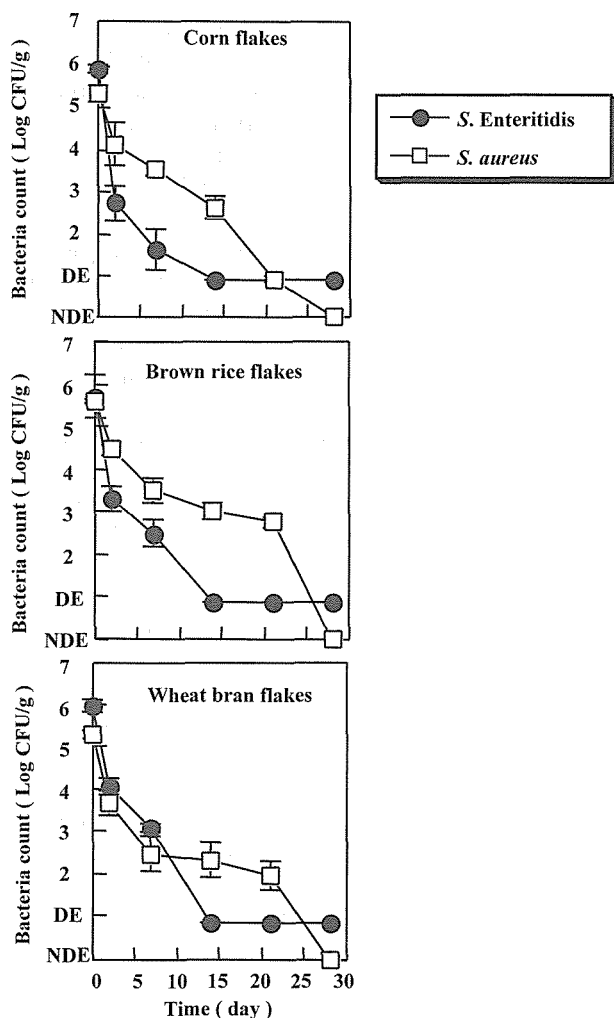 Corn flakes
Bacteria count ( Log CFU/g )
7
6
5
4
3
2
DE
NDE
S. Enteritidis
S. aureus
Brown rice flakes
Bacteria count ( Log CFU/g )
7
6
5
4
3
2
DE
NDE
Wheat bran flakes
Bacteria count ( Log CFU/g )
7
6
5
4
3
2
DE
NDE
0 5 10 15 20 25 30
Time ( day )